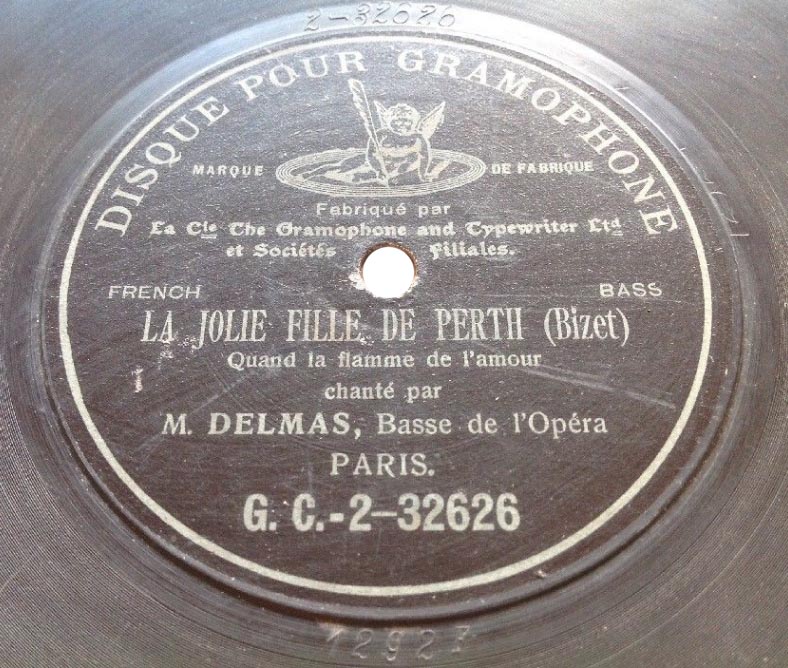 2-32626
DISQUE POUR GRAMOPHONE
MARQUE DE FABRIQUE
Fabriqué par
La Cie The Gramophone and Typewriter Ltd
et Sociétés filiales.
FRENCH BASS
LA JOLIE FILLE DE PERTH (Bizet)
Quand la flamme de l'amour
chanté par
M. DELMAS, Basse de l'Opéra
PARIS.
G. C.-2-32626